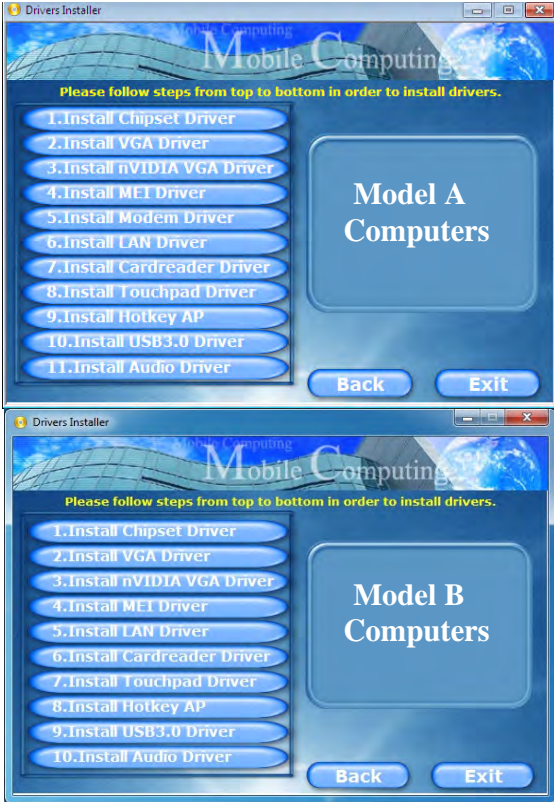 Drivers Installer
Mobile Computing
Mobile Computing
Please follow steps from top to bottom in order to install drivers.
1.Install Chipset Driver
2.Install VGA Driver
3.Install nVIDIA VGA Driver
4.Install MEI Driver
5.Install Modem Driver
6.Install LAN Driver
7.Install Cardreader Driver
8.Install Touchpad Driver
9.Install Hotkey AP
10.Install USB3.0 Driver
11.Install Audio Driver
Model A
Computers
Back
Exit
Drivers Installer
Mobile Computing
Mobile Computing
Please follow steps from top to bottom in order to install drivers.
1.Install Chipset Driver
2.Install VGA Driver
3.Install nVIDIA VGA Driver
4.Install MEI Driver
5.Install LAN Driver
6.Install Cardreader Driver
7.Install Touchpad Driver
8.Install Hotkey AP
9.Install USB3.0 Driver
10.Install Audio Driver
Model B
Computers
Back
Exit